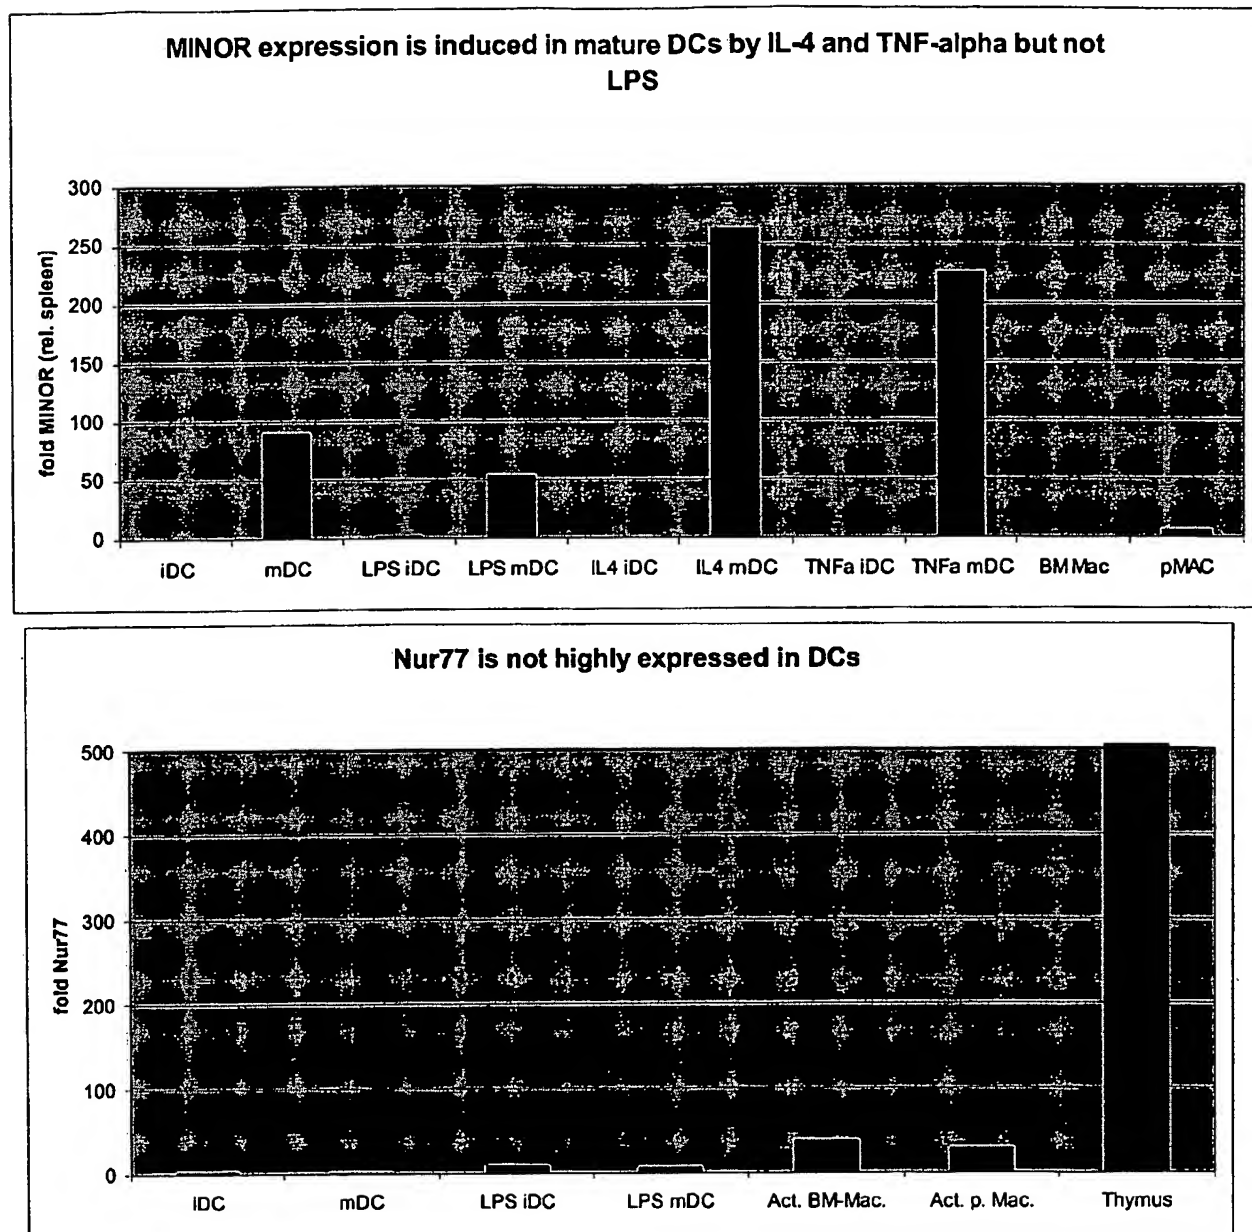 MINOR expression is induced in mature DCs by IL-4 and TNF-alpha but not
LPS
fold MINOR (rel. spleen)
300
250
200
150
100
50
0
iDC mDC LPS iDC LPS mDC IL4 iDC IL4 mDC TNFa iDC TNFa mDC BM Mac pMAC
Nur77 is not highly expressed in DCs
fold Nur77
500
400
300
200
100
0
IDC mDC LPS iDC LPS mDC Act. BM-Mac. Act. p. Mac. Thymus